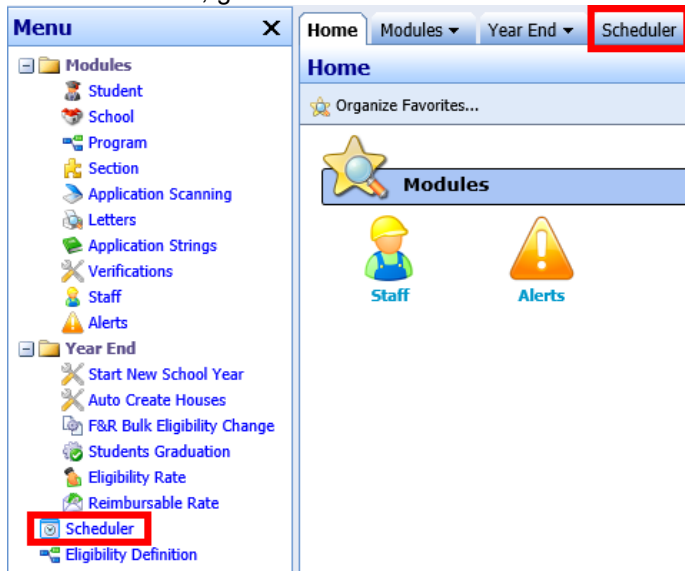 Menu X
Modules
Student
School
Program
Section
Application Scanning
Letters
Application Strings
Verifications
Staff
Alerts
Year End
Start New School Year
Auto Create Houses
F&R Bulk Eligibility Change
Students Graduation
Eligibility Rate
Reimbursable Rate
Scheduler
Eligibility Definition
Home Modules Year End Scheduler
Home
Organize Favorites...
Modules
Staff Alerts